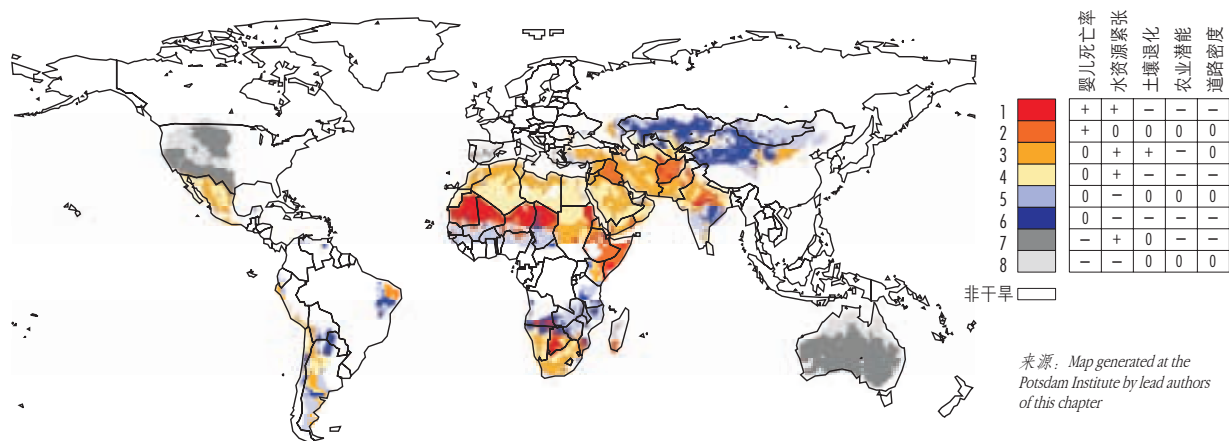 婴儿死亡率 水资源紧张 土壤退化 农业潜能 道路密度
1 + + － － －
2 + 0 0 0 0
3 0 + + － 0
4 0 + － － －
5 0 － 0 0 0
6 0 － － － －
7 － + 0 － －
8 － － 0 0 0
非干旱
来源：Map generated at the
Potsdam Institute by lead authors
of this chapter